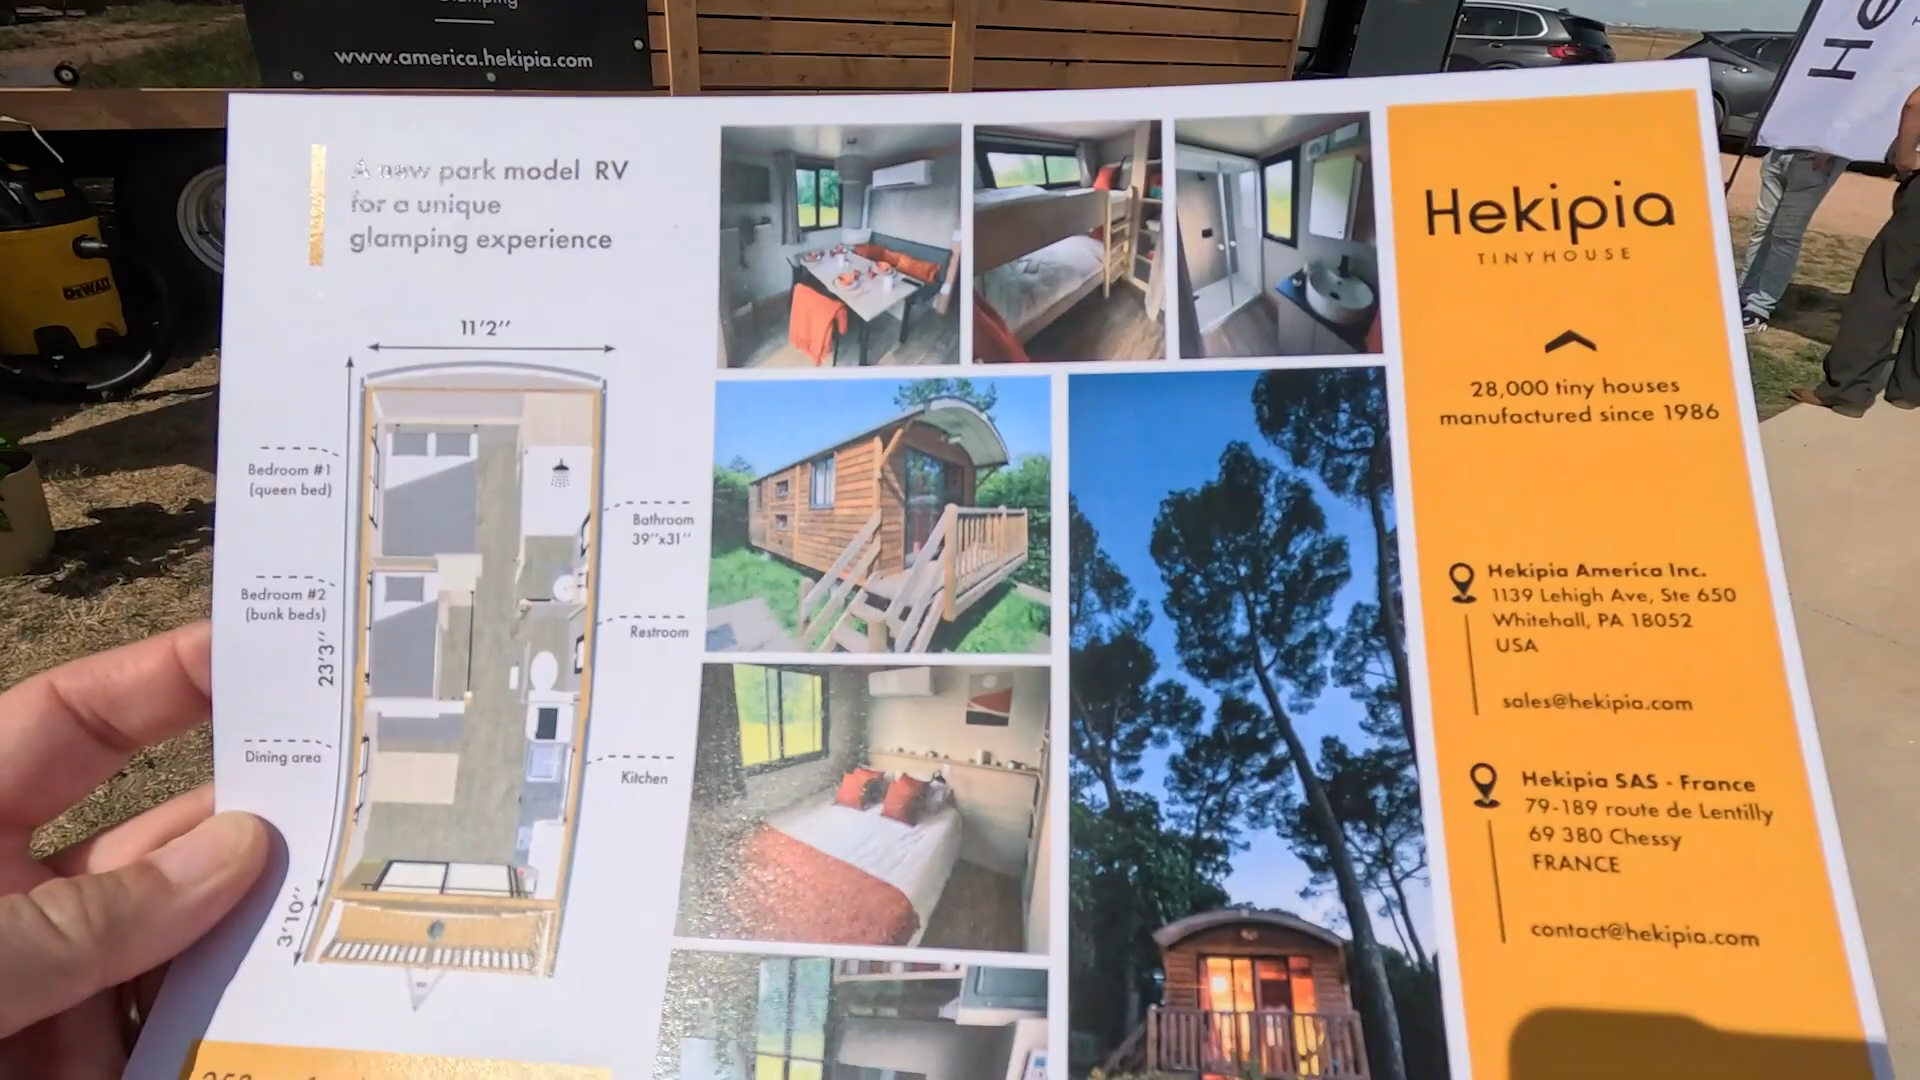 www.america.hekipia.com
He
DEWALT
A new park model RV
for a unique
glamping experience
11'2''
Bedroom #1
(queen bed)
Bathroom
39''x31''
Bedroom #2
(bunk beds)
23'3''
Restroom
Dining area
Kitchen
3'10''
Hekipia
TINYHOUSE
28,000 tiny houses
manufactured since 1986
Hekipia America Inc.
1139 Lehigh Ave, Ste 650
Whitehall, PA 18052
USA
sales@hekipia.com
Hekipia SAS - France
79-189 route de Lentilly
69 380 Chessy
FRANCE
contact@hekipia.com